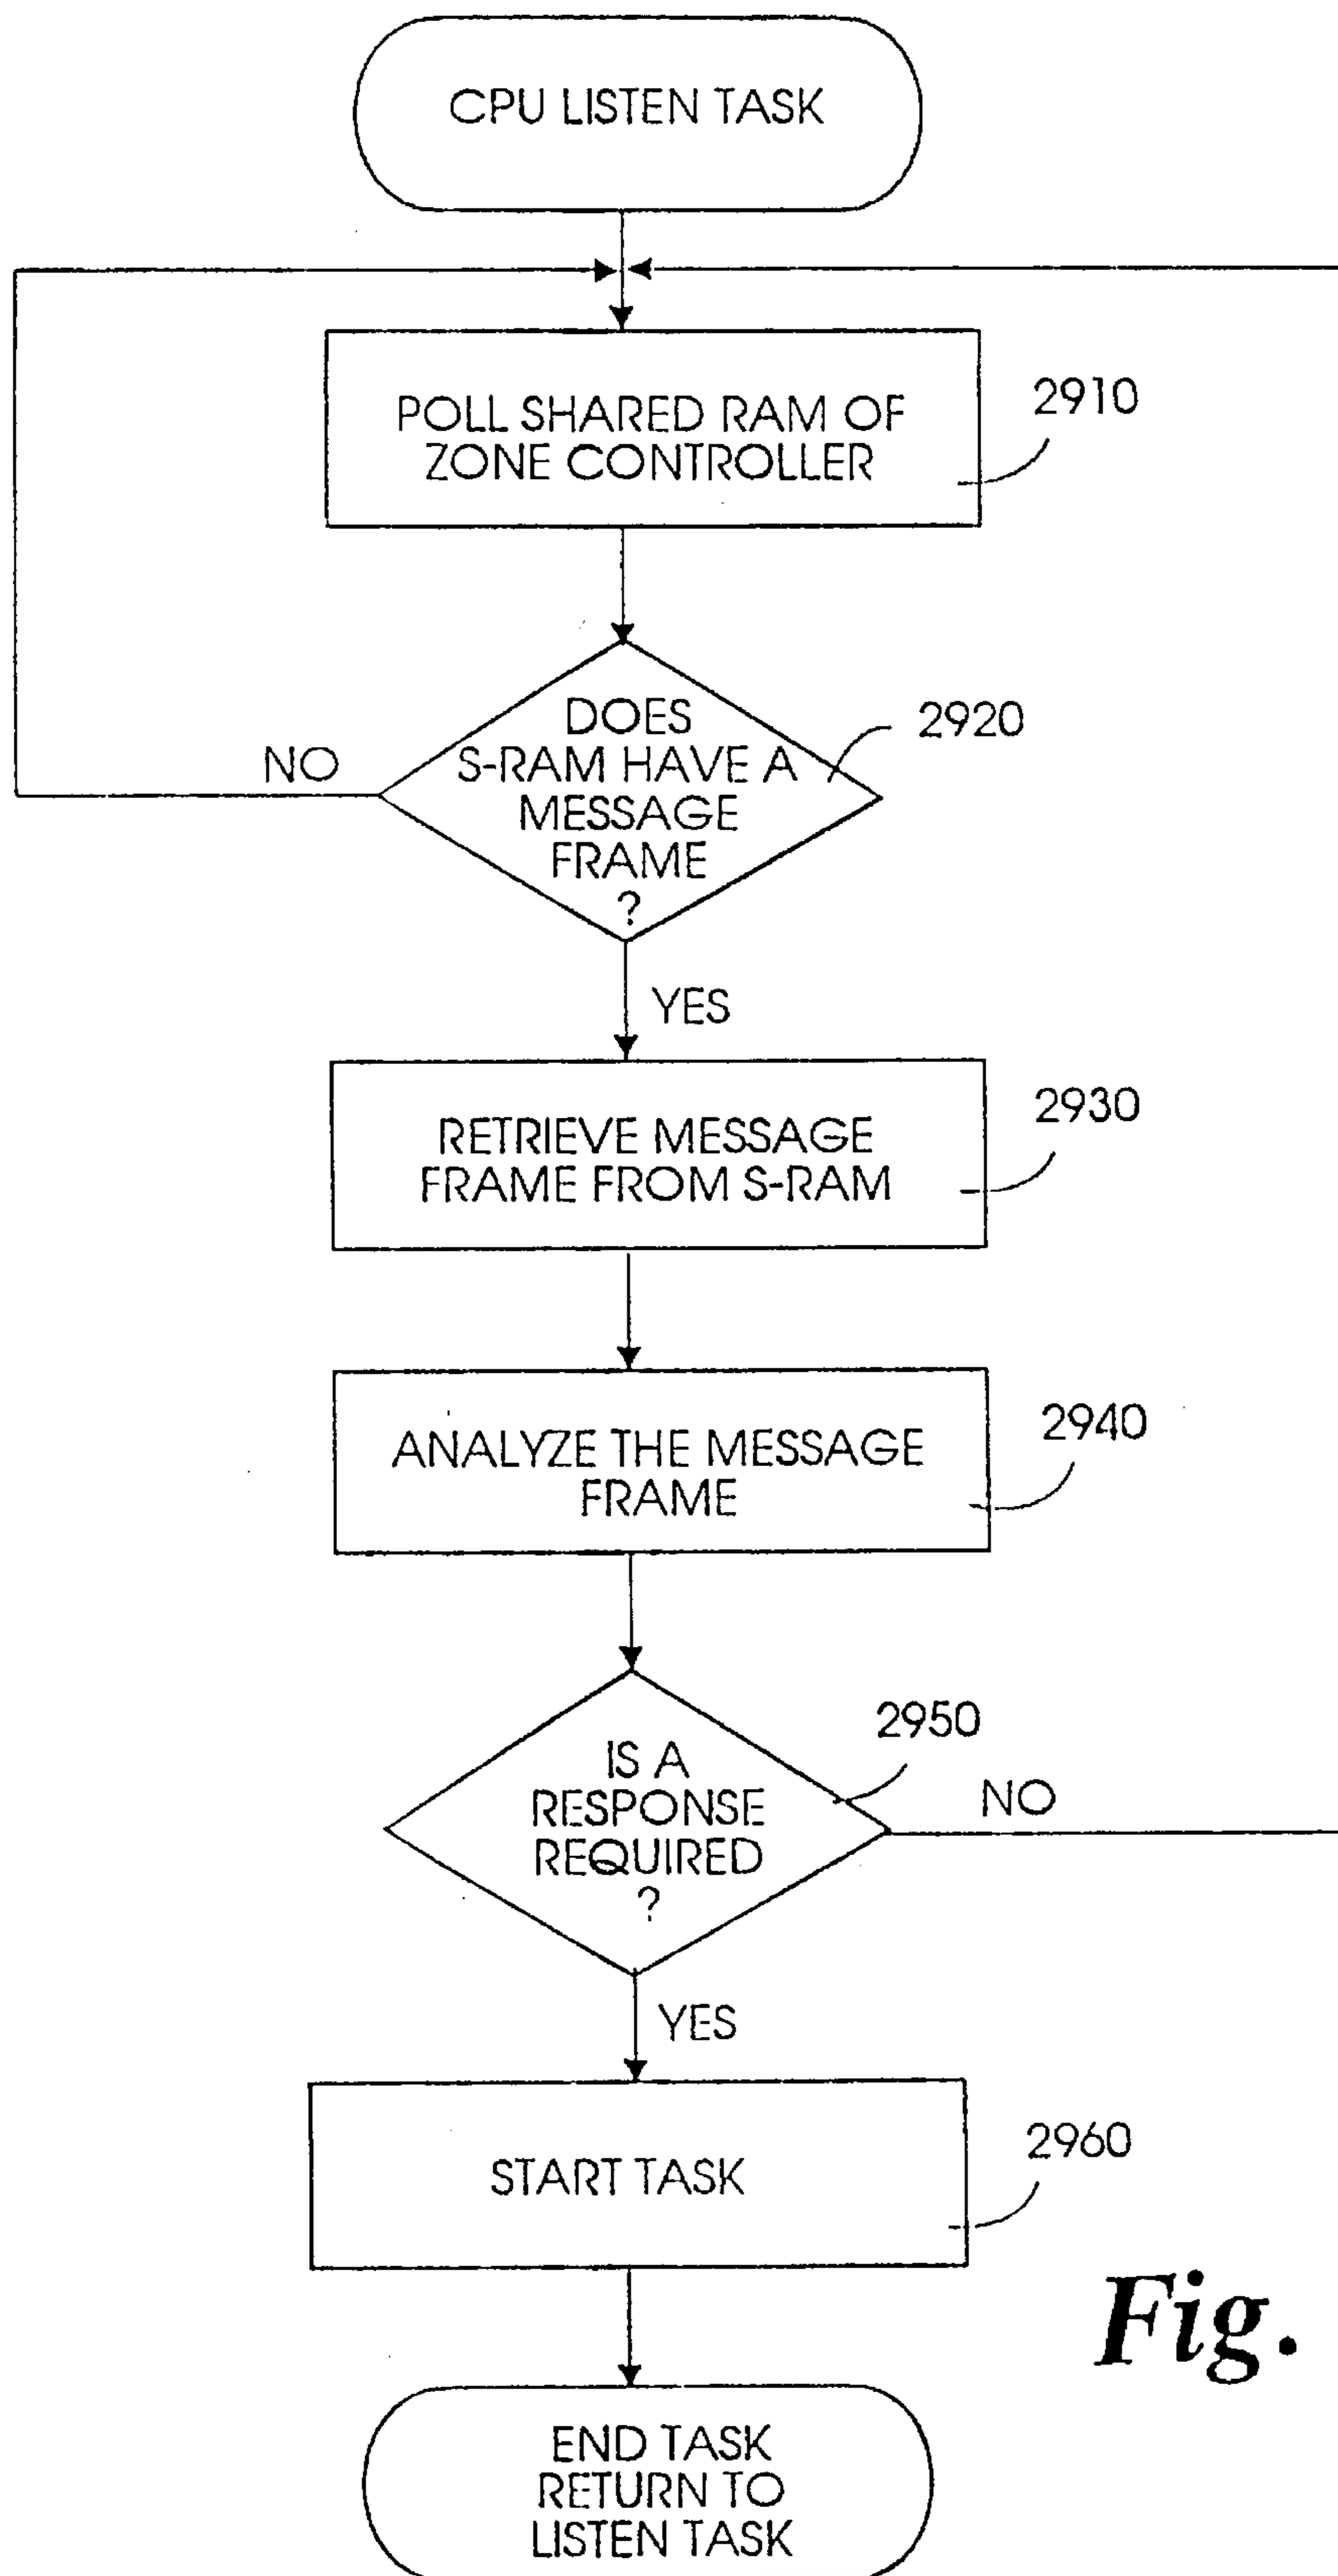 CPU LISTEN TASK
POLL SHARED RAM OF
ZONE CONTROLLER
2910
DOES
S-RAM HAVE A
MESSAGE
FRAME
?
2920
NO
YES
RETRIEVE MESSAGE
FRAME FROM S-RAM
2930
ANALYZE THE MESSAGE
FRAME
2940
IS A
RESPONSE
REQUIRED
?
2950
NO
YES
START TASK
2960
Fig.
END TASK
RETURN TO
LISTEN TASK